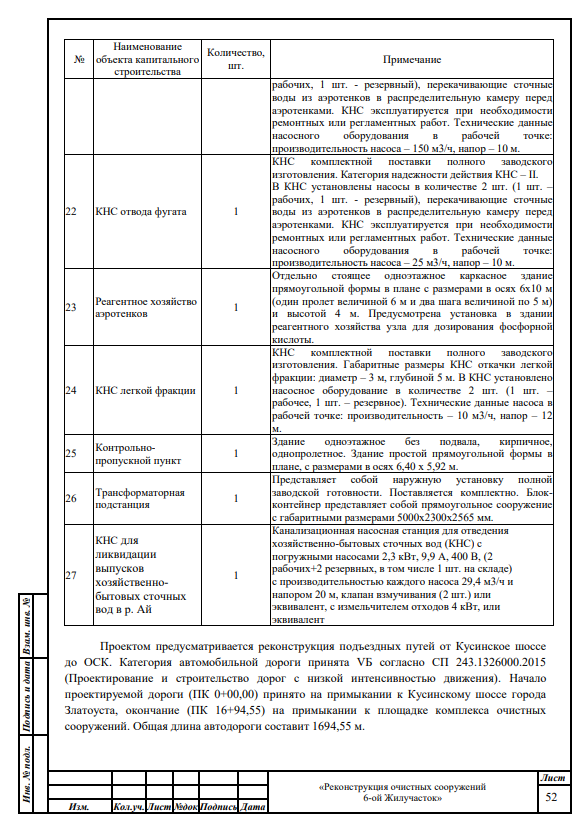 №
Наименование
объекта капитального
строительства
Количество,
шт.
Примечание
рабочих, 1 шт. - резервный), перекачивающие сточные
воды из аэротенков в распределительную камеру перед
аэротенками. КНС эксплуатируется при необходимости
ремонтных или регламентных работ. Технические данные
насосного оборудования в рабочей точке:
производительность насоса – 150 м3/ч, напор – 10 м.
22
КНС отвода фугата
1
КНС комплектной поставки полного заводского
изготовления. Категория надежности действия КНС – II.
В КНС установлены насосы в количестве 2 шт. (1 шт. –
рабочих, 1 шт. - резервный), перекачивающие сточные
воды из аэротенков в распределительную камеру перед
аэротенками. КНС эксплуатируется при необходимости
ремонтных или регламентных работ. Технические данные
насосного оборудования в рабочей точке:
производительность насоса – 25 м3/ч, напор – 10 м.
23
Реагентное хозяйство
аэротенков
1
Отдельно стоящее одноэтажное каркасное здание
прямоугольной формы в плане с размерами в осях 6х10 м
(один пролет величиной 6 м и два шага величиной по 5 м)
и высотой 4 м. Предусмотрена установка в здании
реагентного хозяйства узла для дозирования фосфорной
кислоты.
24
КНС легкой фракции
1
КНС комплектной поставки полного заводского
изготовления. Габаритные размеры КНС откачки легкой
фракции: диаметр – 3 м, глубиной 5 м. В КНС установлено
насосное оборудование в количестве 2 шт. (1 шт. –
рабочее, 1 шт. – резервное). Технические данные насоса в
рабочей точке: производительность – 10 м3/ч, напор – 12
м.
25
Контрольно-
пропускной пункт
1
Здание одноэтажное без подвала, кирпичное,
однопролетное. Здание простой прямоугольной формы в
плане, с размерами в осях 6,40 х 5,92 м.
26
Трансформаторная
подстанция
1
Представляет собой наружную установку полной
заводской готовности. Поставляется комплектно. Блок-
контейнер представляет собой прямоугольное сооружение
с габаритными размерами 5000х2300х2565 мм.
27
КНС для
ликвидации
выпусков
хозяйственно-
бытовых сточных
вод в р. Ай
1
Канализационная насосная станция для отведения
хозяйственно-бытовых сточных вод (КНС) с
погружными насосами 2,3 кВт, 9,9 А, 400 В, (2
рабочих+2 резервных, в том числе 1 шт. на складе)
с производительностью каждого насоса 29,4 м3/ч и
напором 20 м, клапан взмучивания (2 шт.) или
эквивалент, с измельчителем отходов 4 кВт, или
эквивалент
Проектом предусматривается реконструкция подъездных путей от Кусинское шоссе
до ОСК. Категория автомобильной дороги принята VБ согласно СП 243.1326000.2015
(Проектирование и строительство дорог с низкой интенсивностью движения). Начало
проектируемой дороги (ПК 0+00,00) принято на примыкании к Кусинскому шоссе города
Златоуста, окончание (ПК 16+94,55) на примыкании к площадке комплекса очистных
сооружений. Общая длина автодороги составит 1694,55 м.
Взам. инв. №
Подпись и дата
Инв. № подл.
Изм.
Кол.уч.
Лист
№док
Подпись
Дата
«Реконструкция очистных сооружений
6-ой Жилучасток»
Лист
52